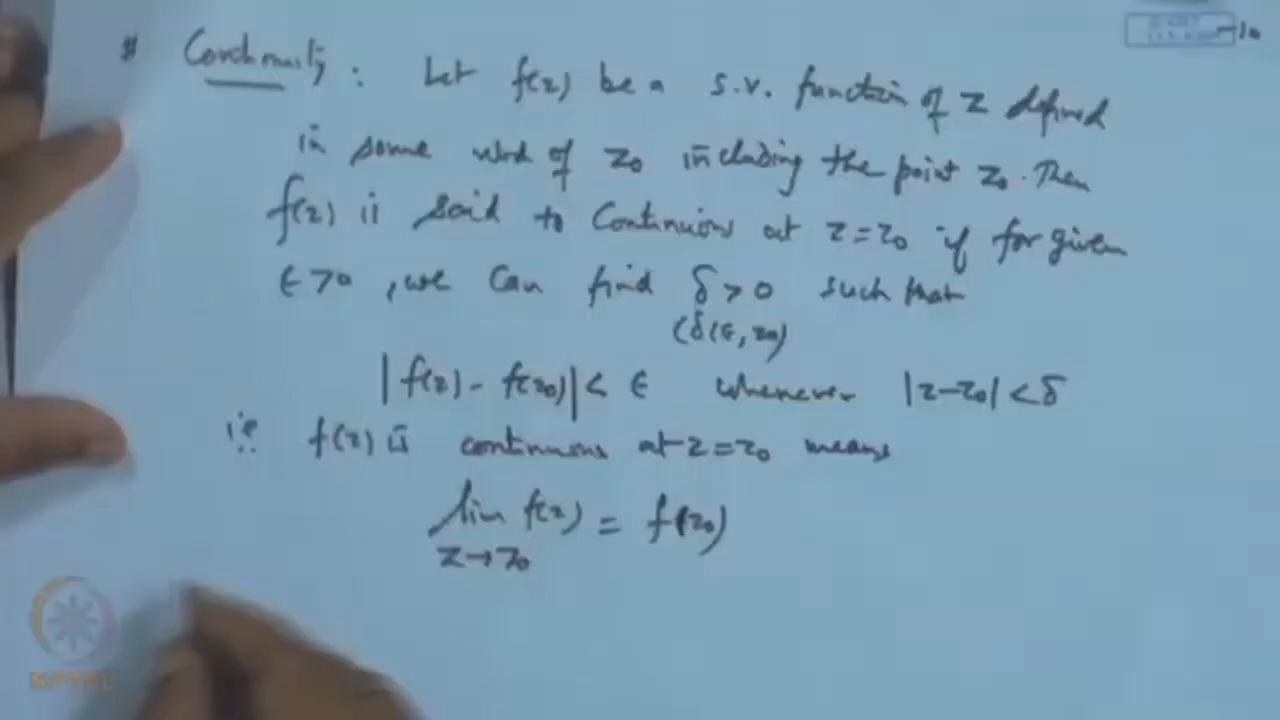 # Continuity : Let f(z) be a s.v. function of z defined
in some nbd of z₀ including the point z₀. Then
f(z) is said to continuous at z=z₀ if for given
ϵ>0, we can find δ>0 such that
(δ(ϵ, z₀)
|f(z) - f(z₀)| < ϵ whenever |z-z₀| < δ
i.e. f(z) is continuous at z=z₀ means
lim f(z) = f(z₀)
z→z₀
NPTEL